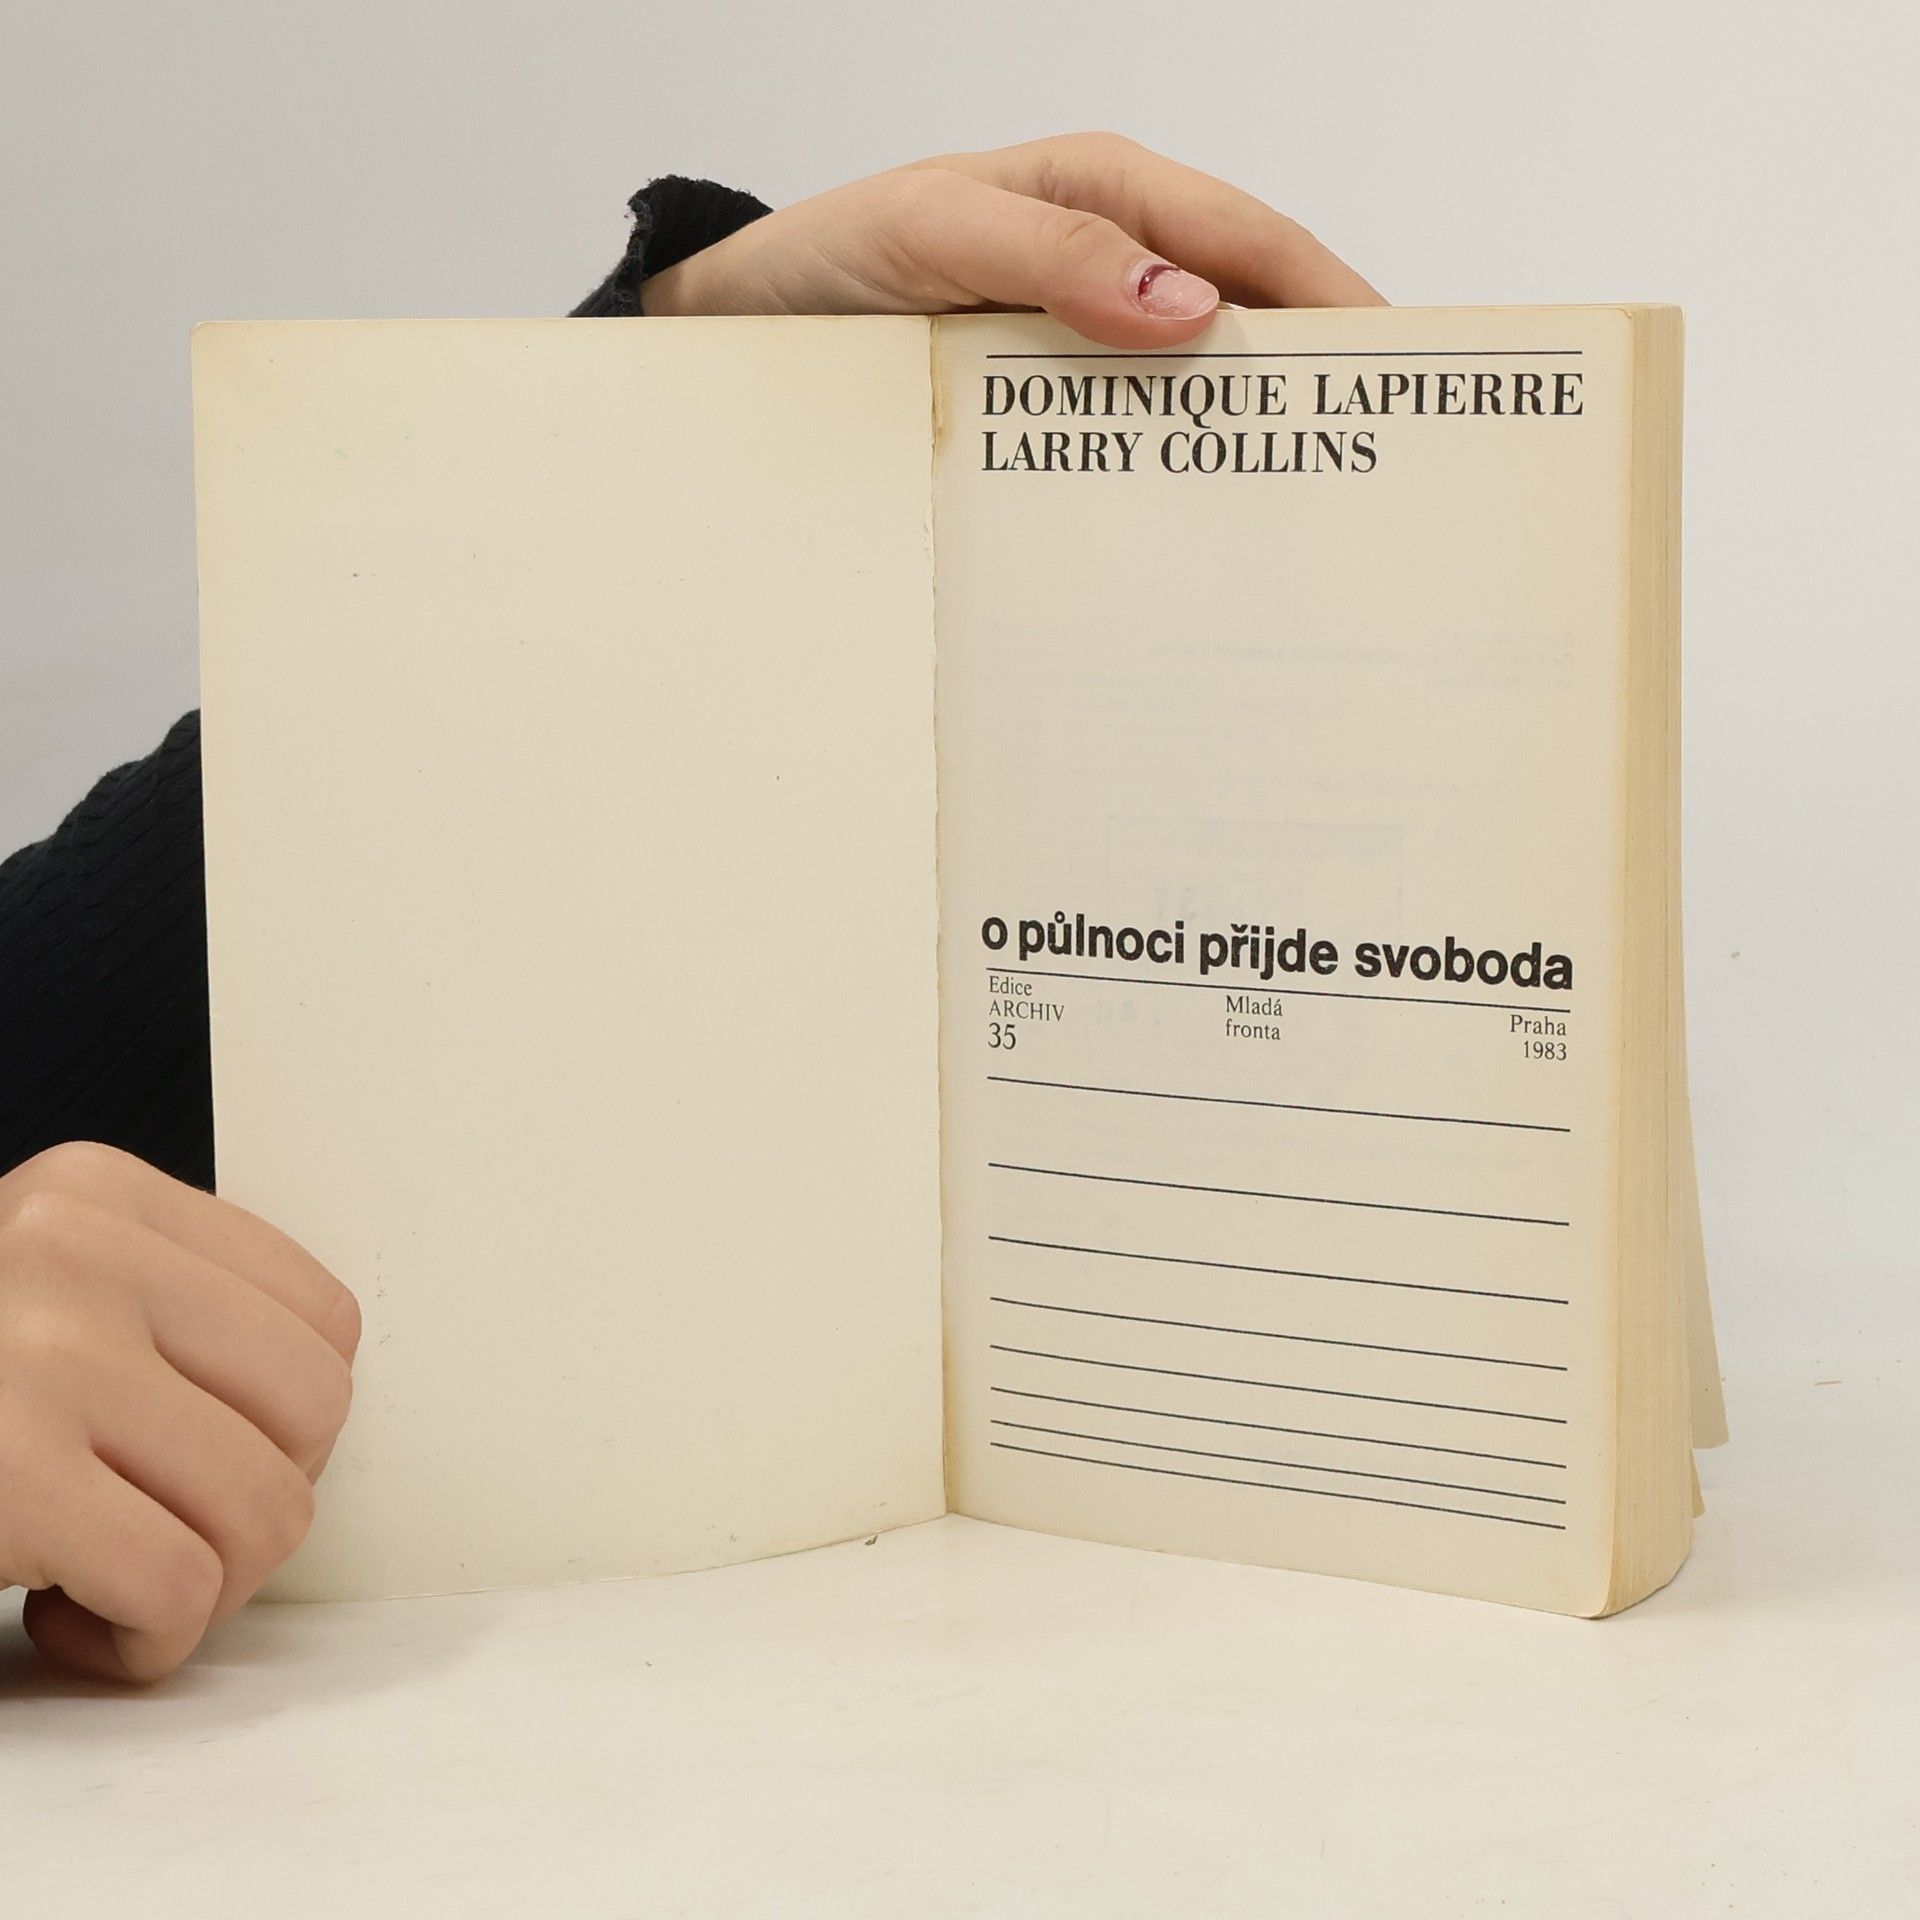 DOMINIQUE LAPIERRE
LARRY COLLINS
o půlnoci přijde svoboda
Edice
ARCHIV
35
Mladá
fronta
Praha
1983